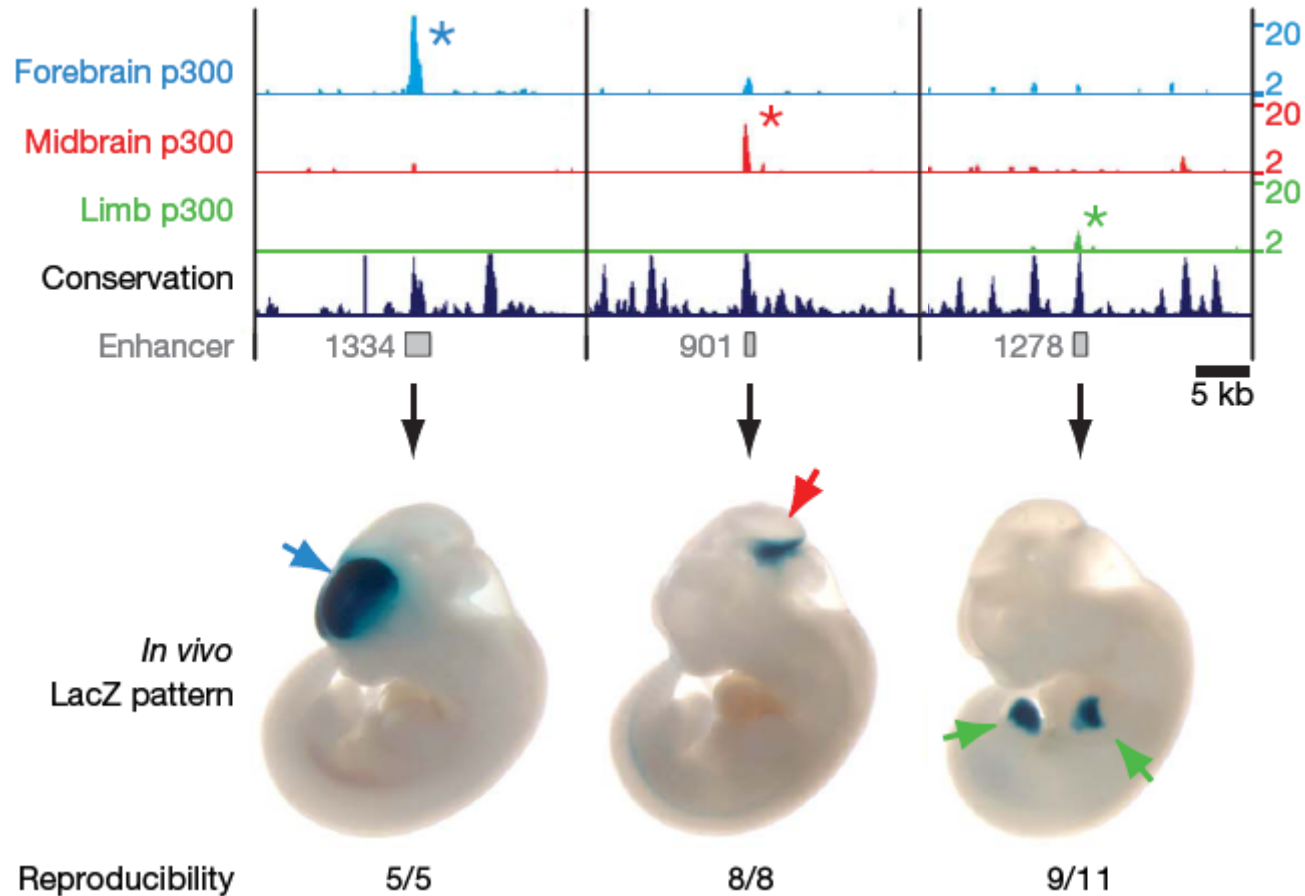 Forebrain p300 * 20
2
Midbrain p300 * 20
2
Limb p300 * 20
2
Conservation
Enhancer 1334 901 1278
5 kb
In vivo
LacZ pattern
Reproducibility 5/5 8/8 9/11